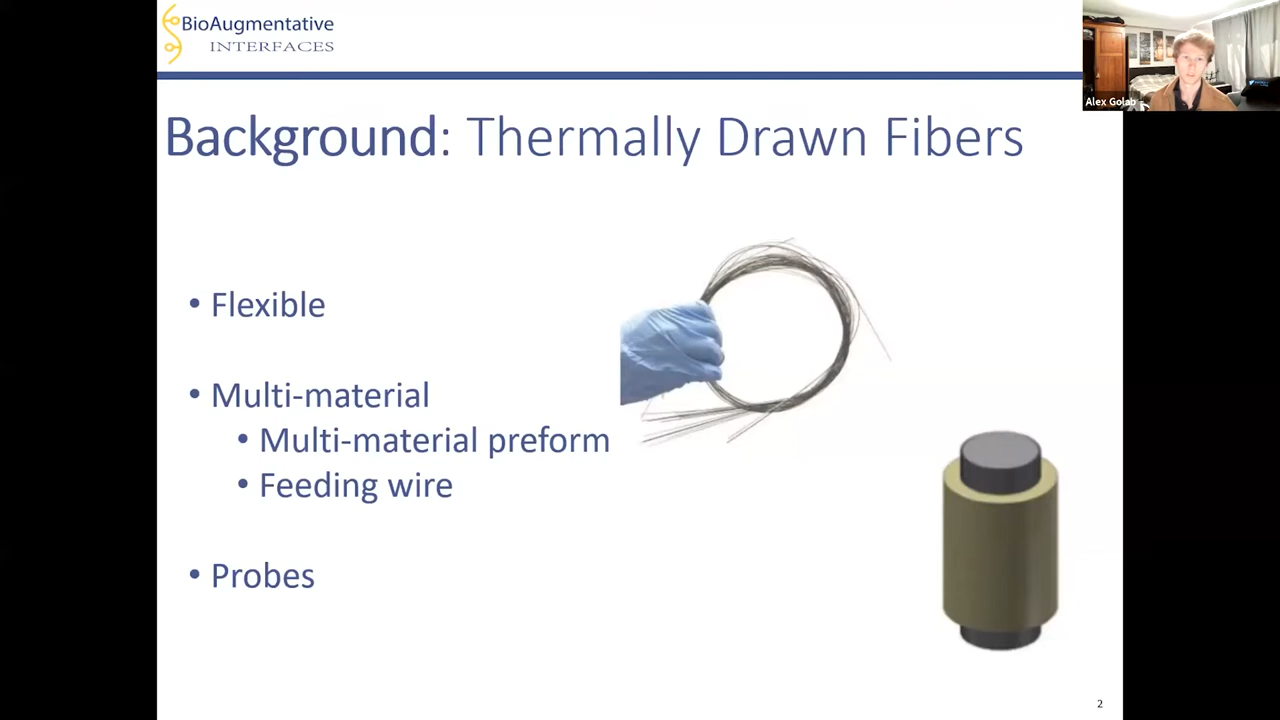 BioAugmentative
INTERFACES
Alex Golab
Background: Thermally Drawn Fibers
• Flexible
• Multi-material
• Multi-material preform
• Feeding wire
• Probes
2